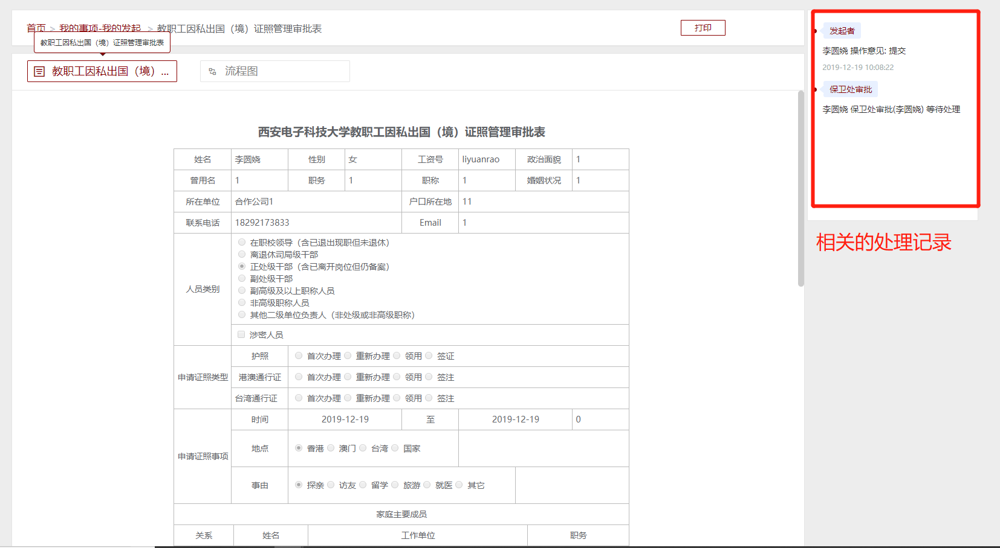 首页 > 我的事项-我的发起 > 教职工因私出国（境）证照管理审批表
打印
教职工因私出国（境）证照管理审批表
教职工因私出国（境）...
流程图
西安电子科技大学教职工因私出国（境）证照管理审批表
姓名 李圆娆 性别 女 工资号 liyuanrao 政治面貌 1
曾用名 1 职务 1 职称 1 婚姻状况 1
所在单位 合作公司1 户口所在地 11
联系电话 18292173833 Email 1
人员类别
在职校领导（含已退出现职但未退休）
离退休司局级干部
正处级干部（含已离开岗位但仍备案）
副处级干部
副高级及以上职称人员
非高级职称人员
其他二级单位负责人（非处级或非高级职称）
涉密人员
申请证照类型
护照 首次办理 重新办理 领用 签证
港澳通行证 首次办理 重新办理 领用 签注
台湾通行证 首次办理 重新办理 领用 签注
申请证照事项
时间 2019-12-19 至 2019-12-19 0
地点 香港 澳门 台湾 国家
事由 探亲 访友 留学 旅游 就医 其它
家庭主要成员
关系 姓名 工作单位 职务
发起者
李圆娆 操作意见: 提交
2019-12-19 10:08:22
保卫处审批
李圆娆 保卫处审批(李圆娆) 等待处理
相关的处理记录